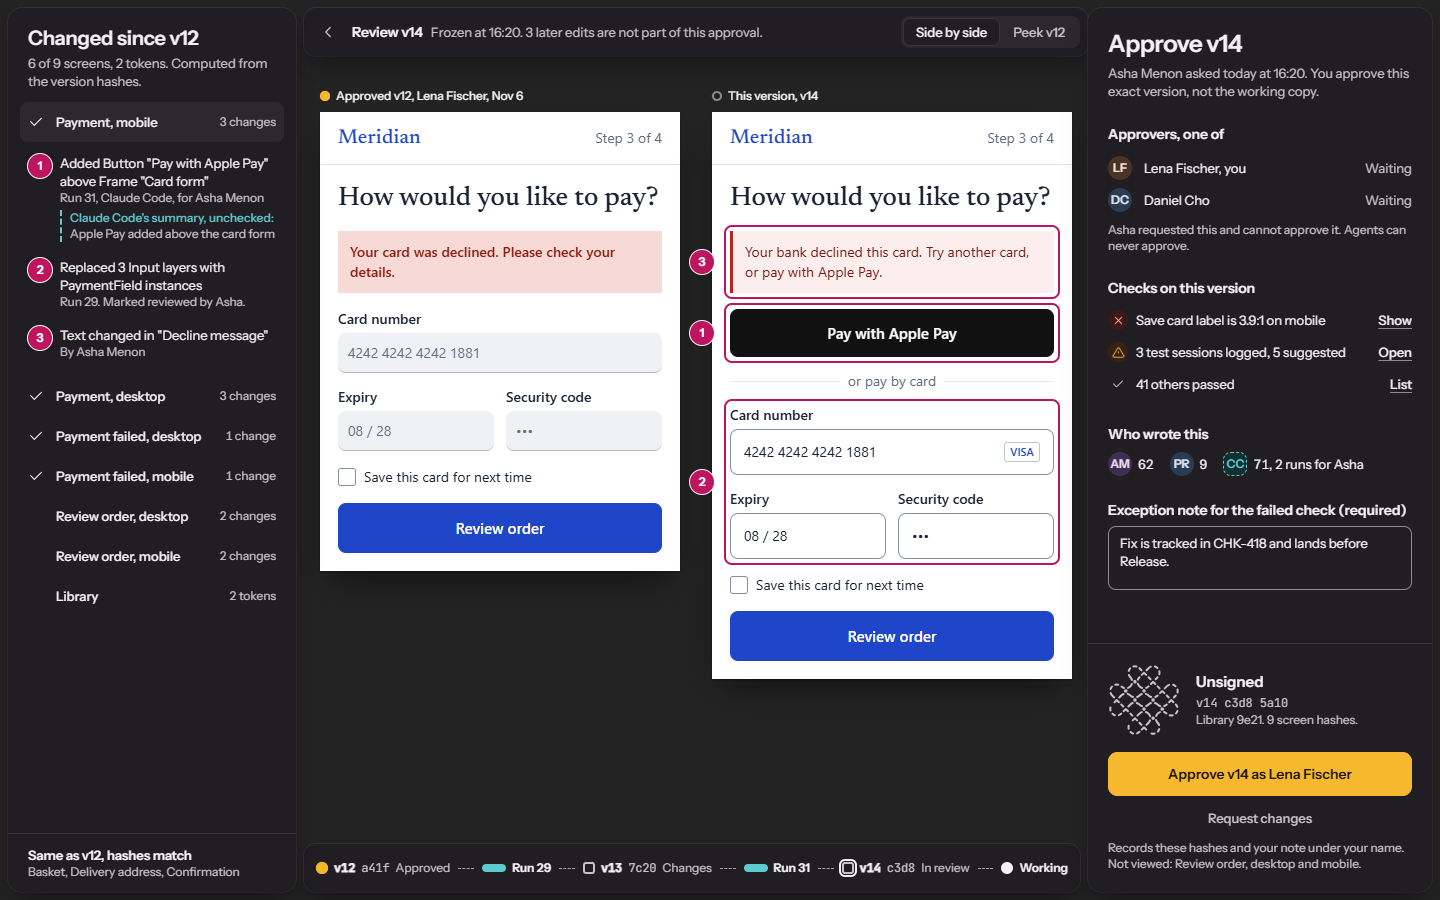 Changed since v12
6 of 9 screens, 2 tokens. Computed from
the version hashes.
Payment, mobile 3 changes
1 Added Button "Pay with Apple Pay"
above Frame "Card form"
Run 31, Claude Code, for Asha Menon
Claude Code's summary, unchecked:
Apple Pay added above the card form
2 Replaced 3 Input layers with
PaymentField instances
Run 29. Marked reviewed by Asha.
3 Text changed in "Decline message"
By Asha Menon
Payment, desktop 3 changes
Payment failed, desktop 1 change
Payment failed, mobile 1 change
Review order, desktop 2 changes
Review order, mobile 2 changes
Library 2 tokens
Same as v12, hashes match
Basket, Delivery address, Confirmation
Review v14 Frozen at 16:20. 3 later edits are not part of this approval.
Side by side Peek v12
Approved v12, Lena Fischer, Nov 6
Meridian Step 3 of 4
How would you like to pay?
Your card was declined. Please check your
details.
Card number
4242 4242 4242 1881
Expiry Security code
08 / 28 •••
Save this card for next time
Review order
This version, v14
Meridian Step 3 of 4
How would you like to pay?
3 Your bank declined this card. Try another card,
or pay with Apple Pay.
1 Pay with Apple Pay
or pay by card
Card number
4242 4242 4242 1881 VISA
2
Expiry Security code
08 / 28 •••
Save this card for next time
Review order
v12 a41f Approved Run 29 v13 7c20 Changes Run 31 v14 c3d8 In review Working
Approve v14
Asha Menon asked today at 16:20. You approve this
exact version, not the working copy.
Approvers, one of
LF Lena Fischer, you Waiting
DC Daniel Cho Waiting
Asha requested this and cannot approve it. Agents can
never approve.
Checks on this version
Save card label is 3.9:1 on mobile Show
3 test sessions logged, 5 suggested Open
41 others passed List
Who wrote this
AM 62 PR 9 CC 71, 2 runs for Asha
Exception note for the failed check (required)
Fix is tracked in CHK-418 and lands before
Release.
Unsigned
v14 c3d8 5a10
Library 9e21. 9 screen hashes.
Approve v14 as Lena Fischer
Request changes
Records these hashes and your note under your name.
Not viewed: Review order, desktop and mobile.